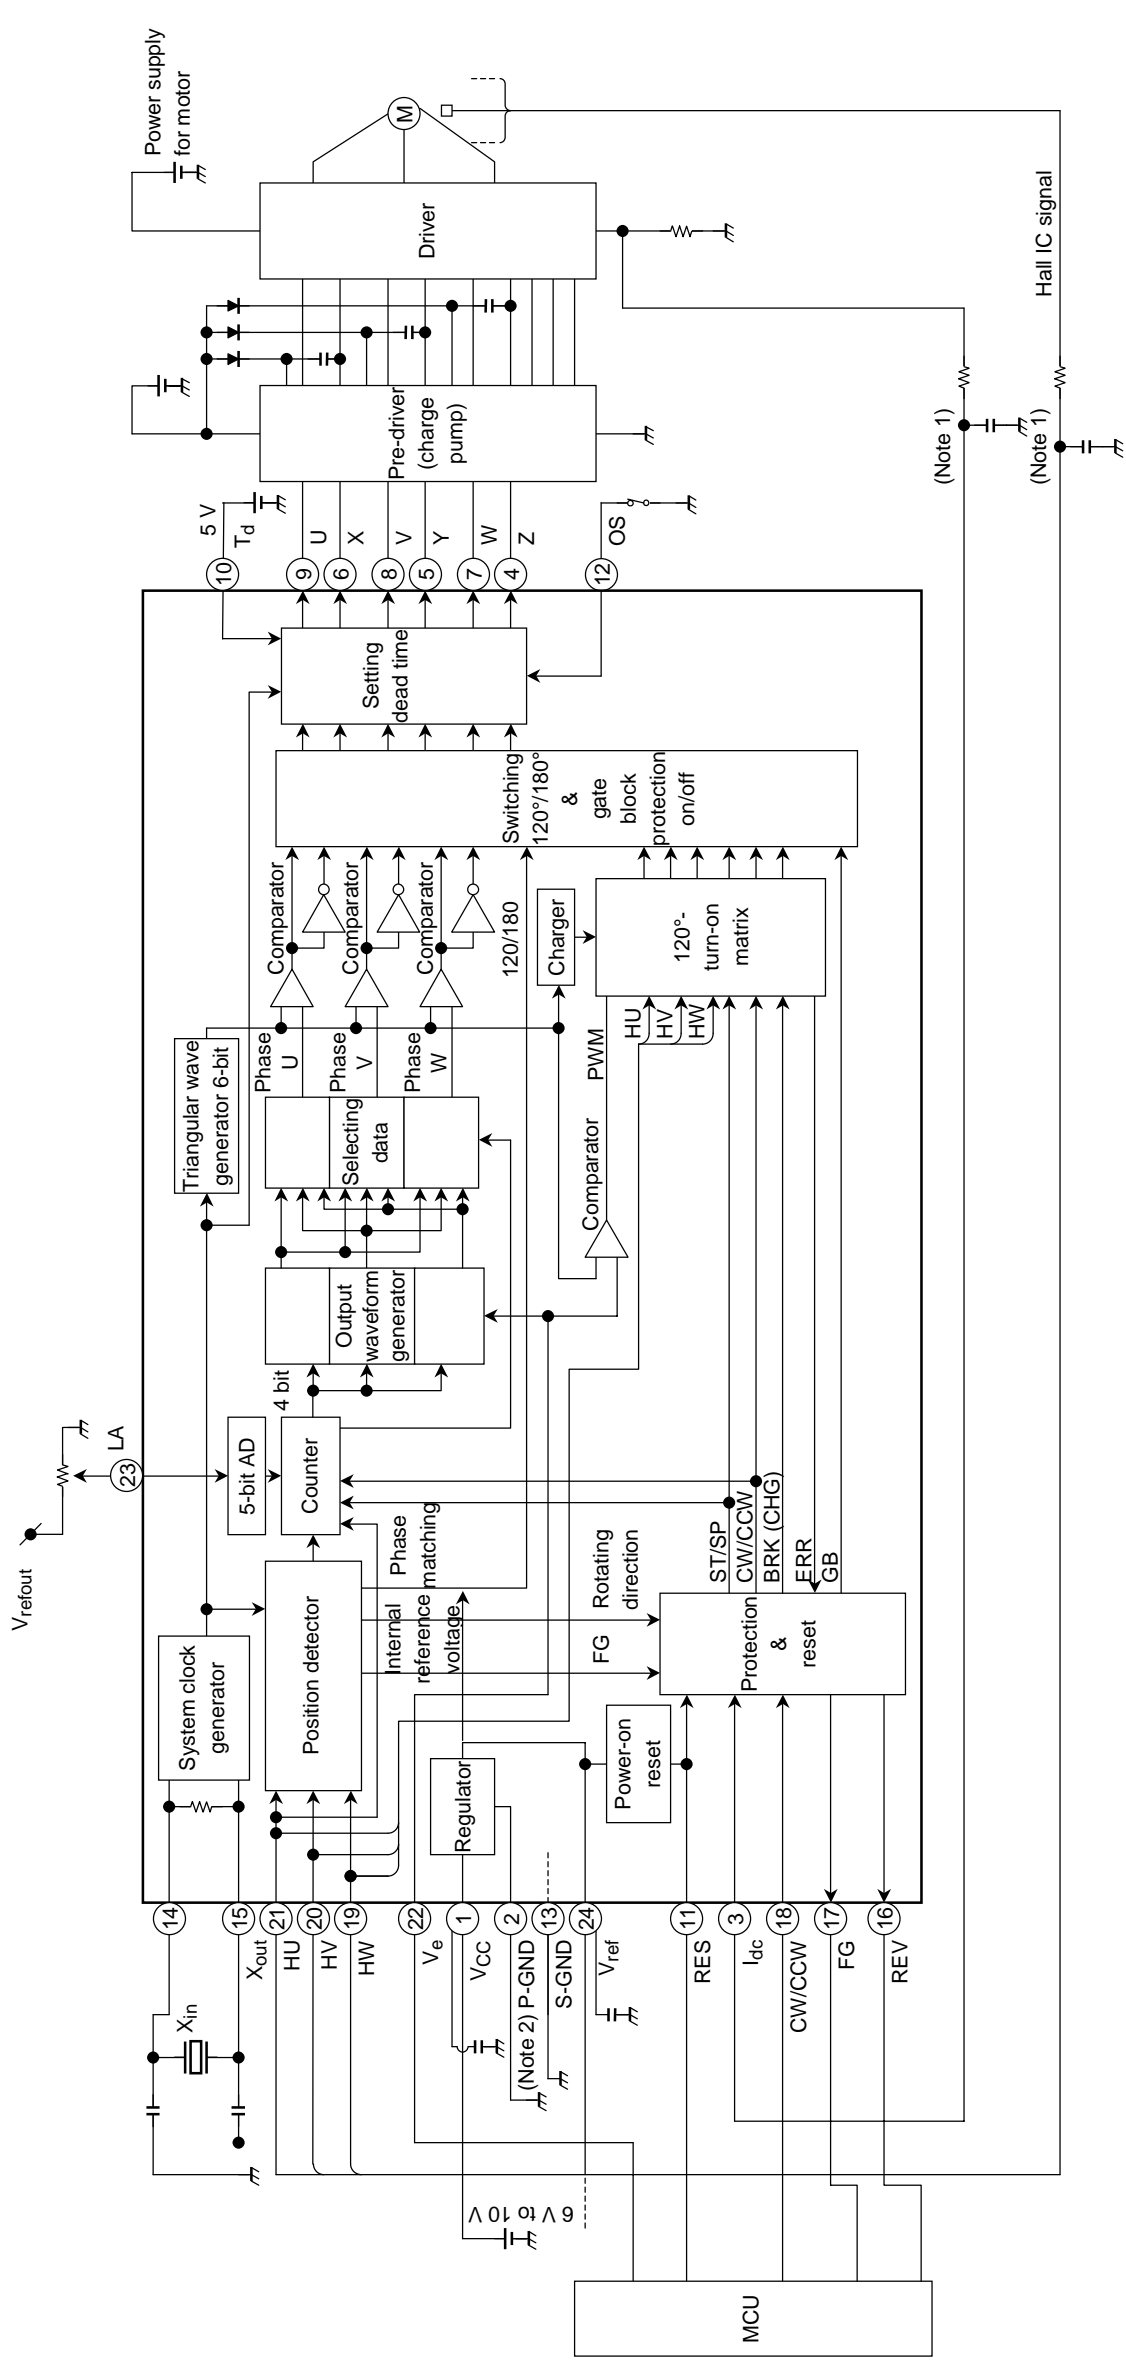 MCU
6 V to 10 V
Xin
14
15
Xout
21
HU
20
HV
19
HW
22
Ve
1
VCC
2
(Note 2) P-GND
13
S-GND
24
Vref
11
RES
3
Idc
18
CW/CCW
17
FG
16
REV
System clock
generator
Position detector
Regulator
Power-on
reset
Internal
reference
voltage
Phase
matching
FG
Rotating
direction
Protection
&
reset
ST/SP
CW/CCW
BRK (CHG)
ERR
GB
Vrefout
23
LA
5-bit AD
Counter
4 bit
Output
waveform
generator
Selecting
data
Triangular wave
generator 6-bit
Phase
U
Phase
V
Phase
W
Comparator
Comparator
Comparator
120/180
Comparator
PWM
HU
HV
HW
Charger
120°-
turn-on
matrix
Switching
120°/180°
&
gate
block
protection
on/off
Setting
dead time
10
9
6
8
5
7
4
12
5 V
Td
U
X
V
Y
W
Z
OS
Pre-driver
(charge
pump)
Driver
Power supply
for motor
M
(Note 1)
(Note 1)
Hall IC signal